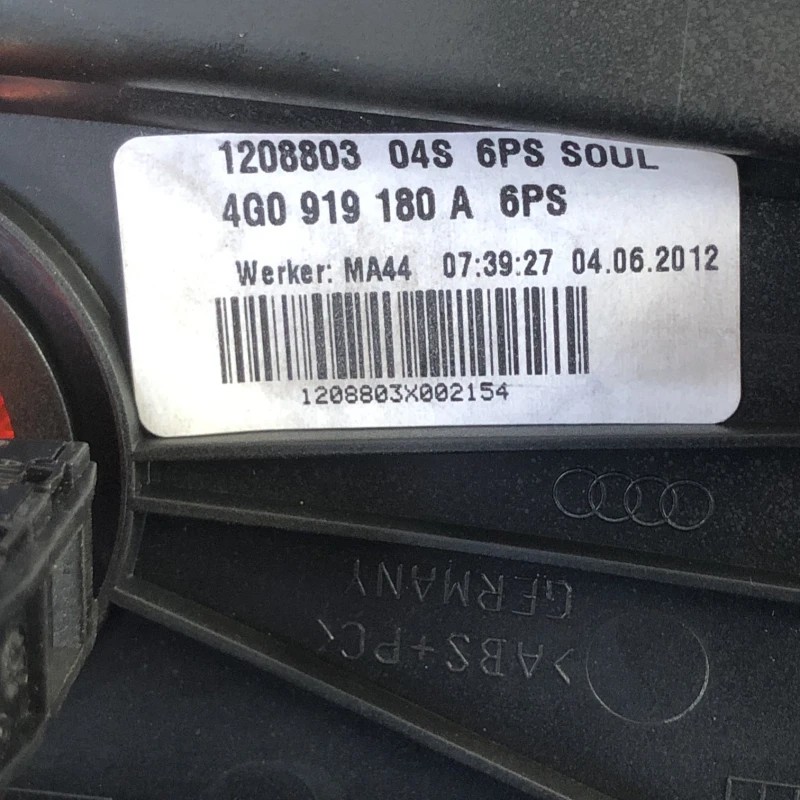 1208803 04S 6PS SOUL
4G0 919 180 A 6PS
Werker: MA44 07:39:27 04.06.2012
1208803X002154
GERMANY
>ABS+PC<